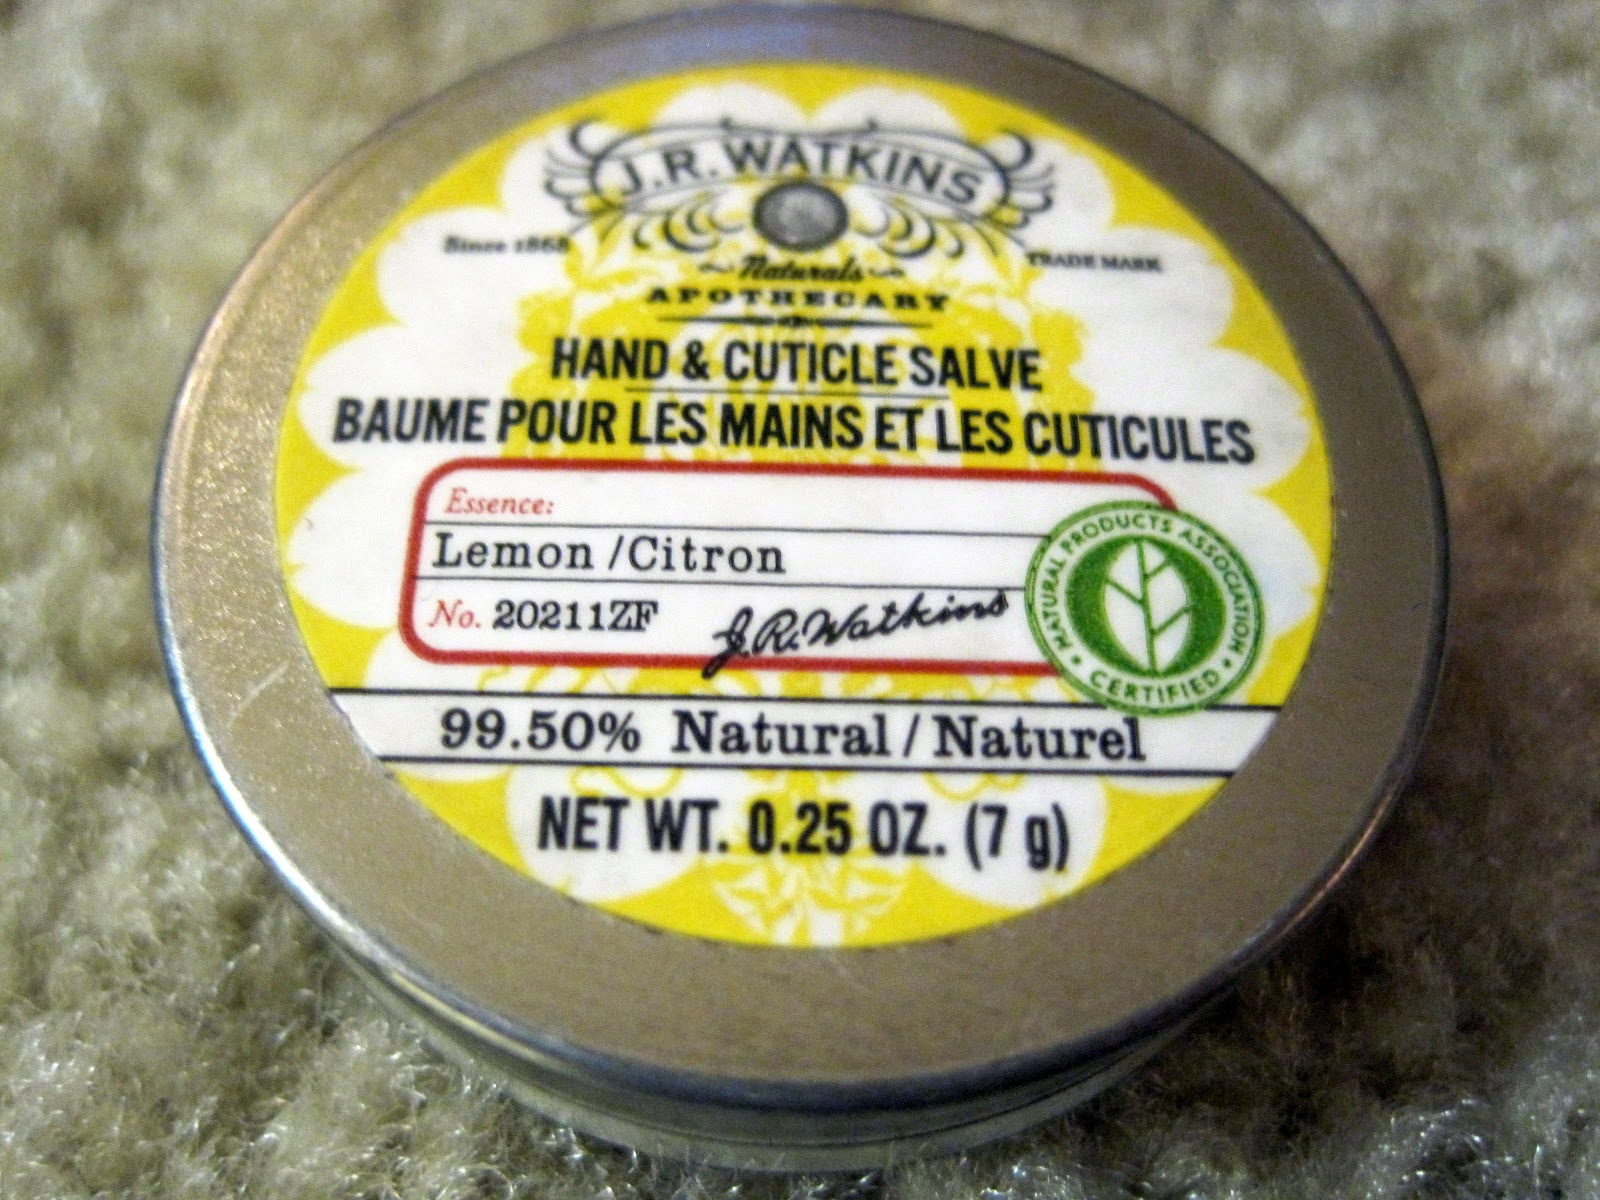 J.R. WATKINS
Since 1868
TRADE MARK
Naturals
APOTHECARY
HAND & CUTICLE SALVE
BAUME POUR LES MAINS ET LES CUTICULES
Essence:
Lemon /Citron
No. 20211ZF
J.R. Watkins
NATURAL PRODUCTS ASSOCIATION
• CERTIFIED •
99.50% Natural / Naturel
NET WT. 0.25 OZ. (7 g)